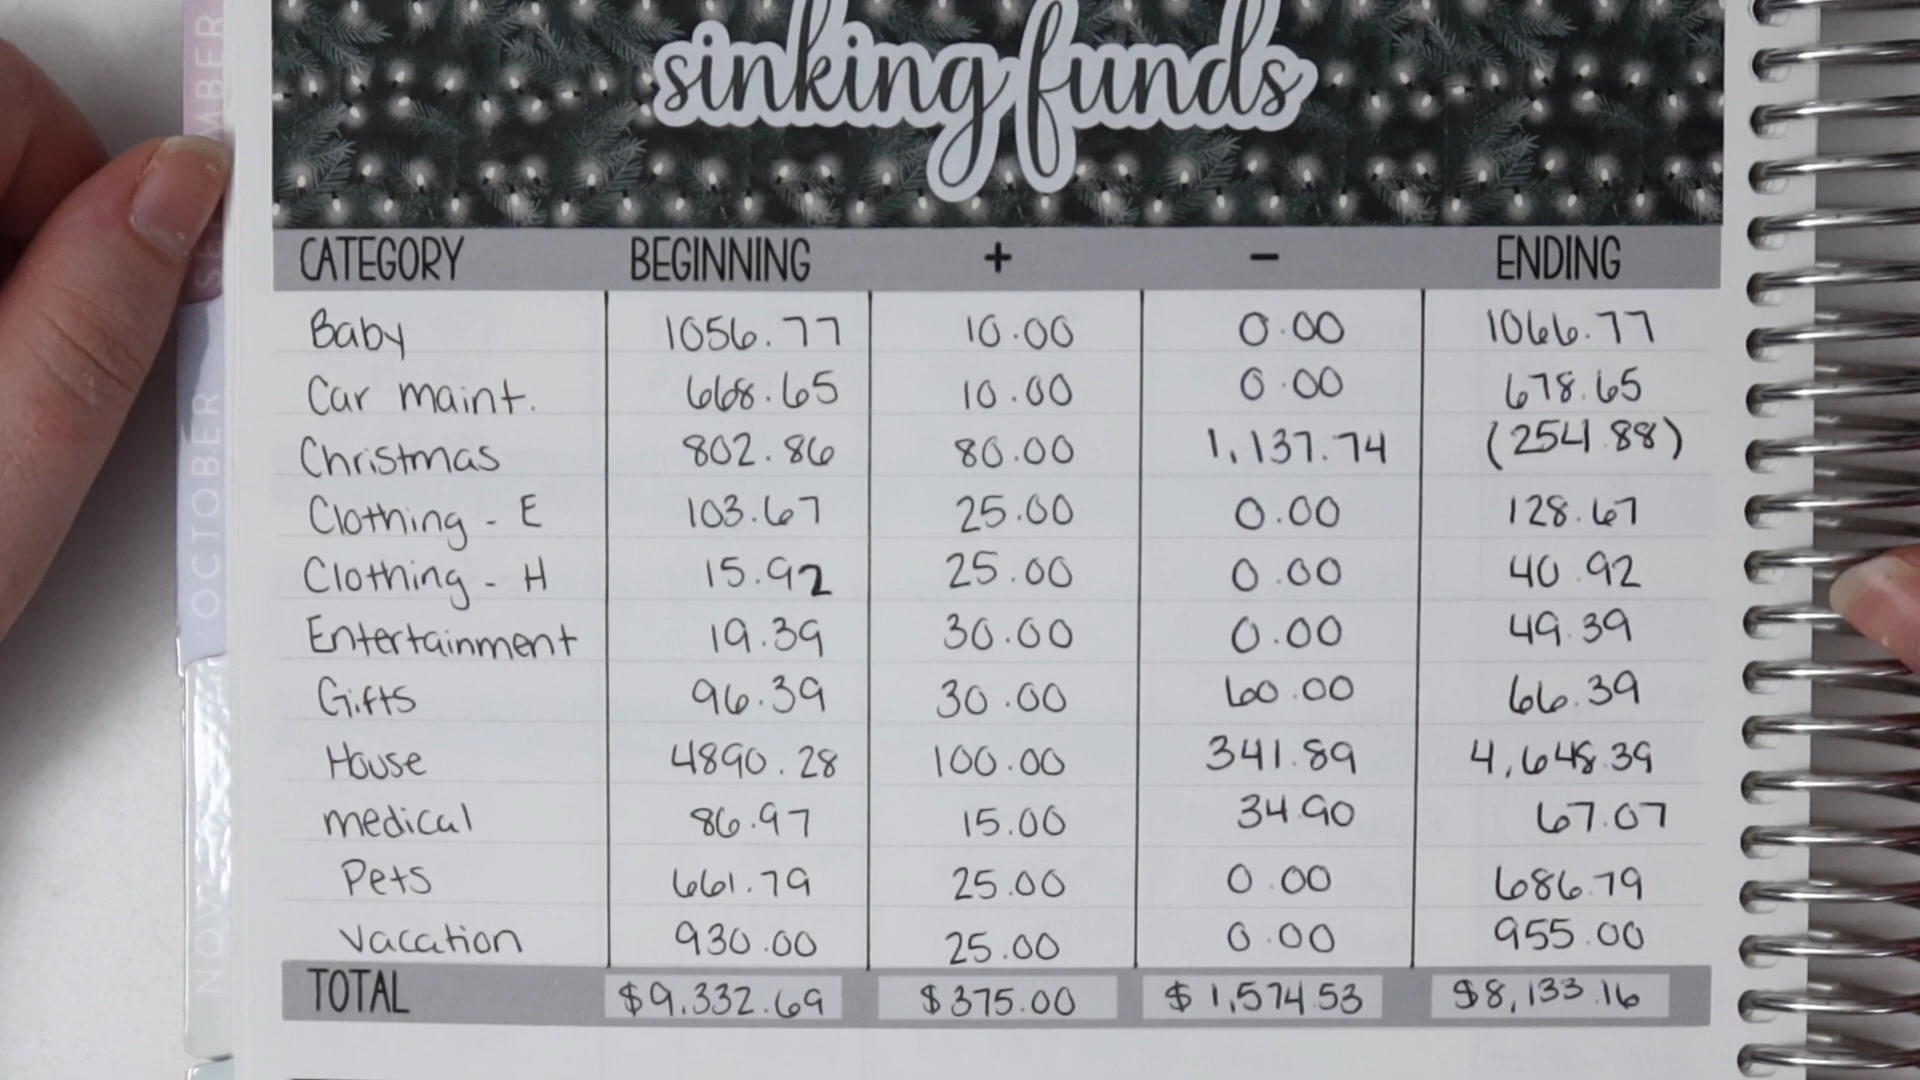 sinking funds
CATEGORY BEGINNING + − ENDING
Baby 1056.77 10.00 0.00 1066.77
Car maint. 668.65 10.00 0.00 678.65
Christmas 802.86 80.00 1,137.74 (254.88)
Clothing - E 103.67 25.00 0.00 128.67
Clothing - H 15.92 25.00 0.00 40.92
Entertainment 19.39 30.00 0.00 49.39
Gifts 96.39 30.00 60.00 66.39
House 4890.28 100.00 341.89 4,648.39
medical 86.97 15.00 34.90 67.07
Pets 661.79 25.00 0.00 686.79
Vacation 930.00 25.00 0.00 955.00
TOTAL $9,332.69 $375.00 $1,574.53 $8,133.16
OCTOBER